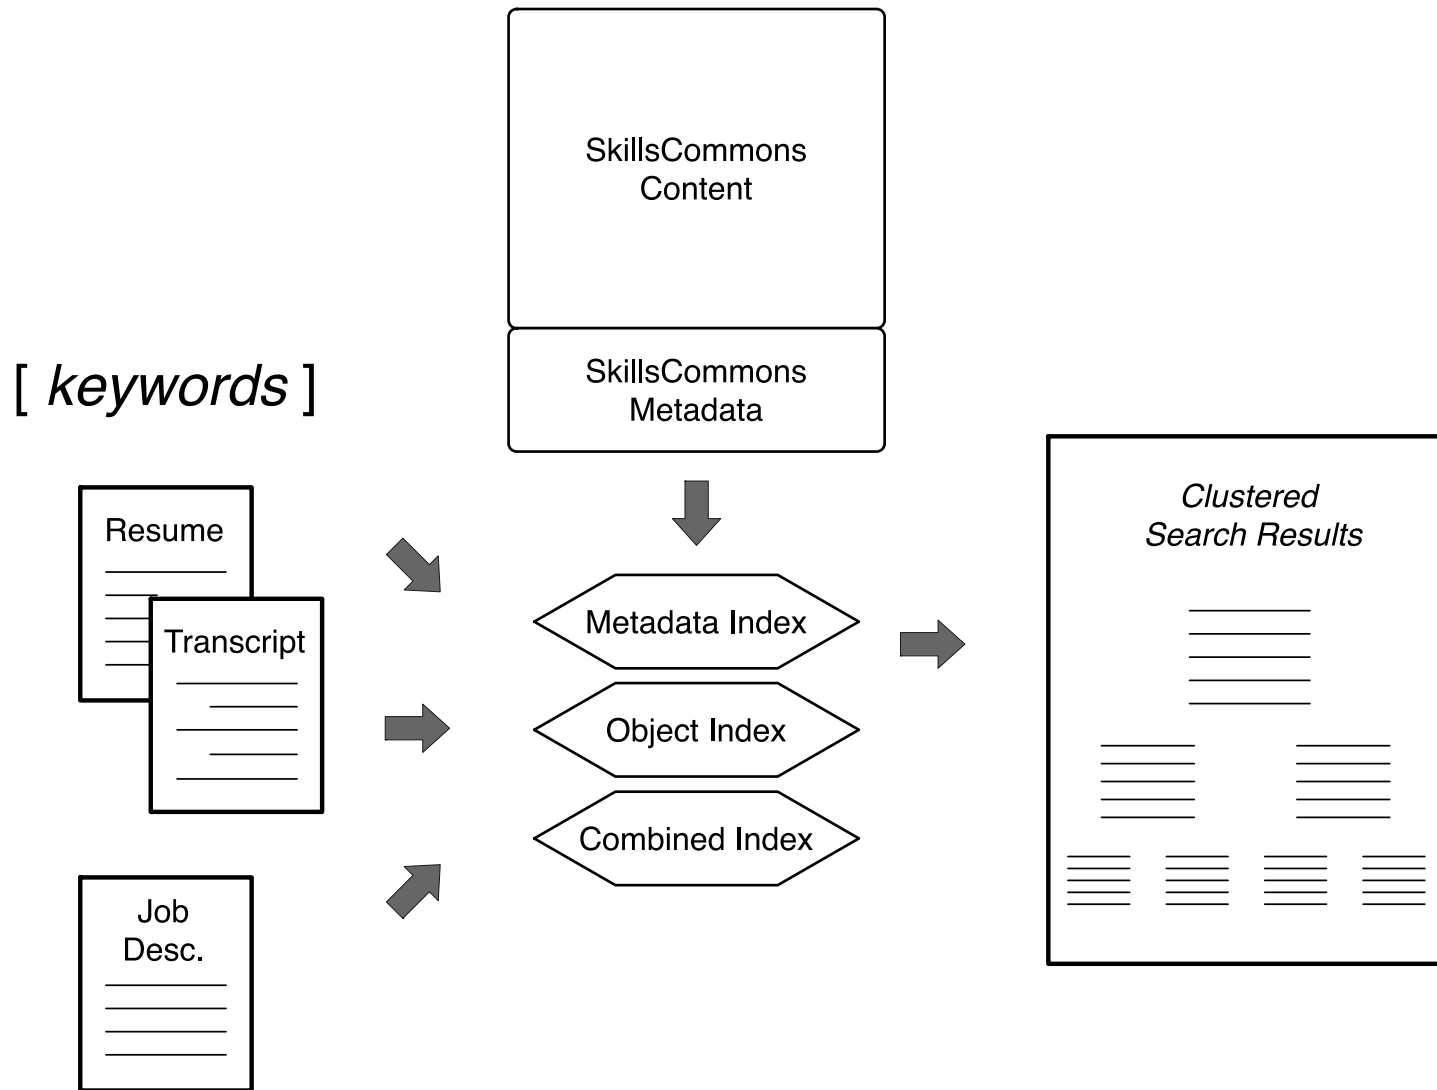 SkillsCommons
Content
SkillsCommons
Metadata
[ keywords ]
Resume
Transcript
Job
Desc.
Metadata Index
Object Index
Combined Index
Clustered
Search Results